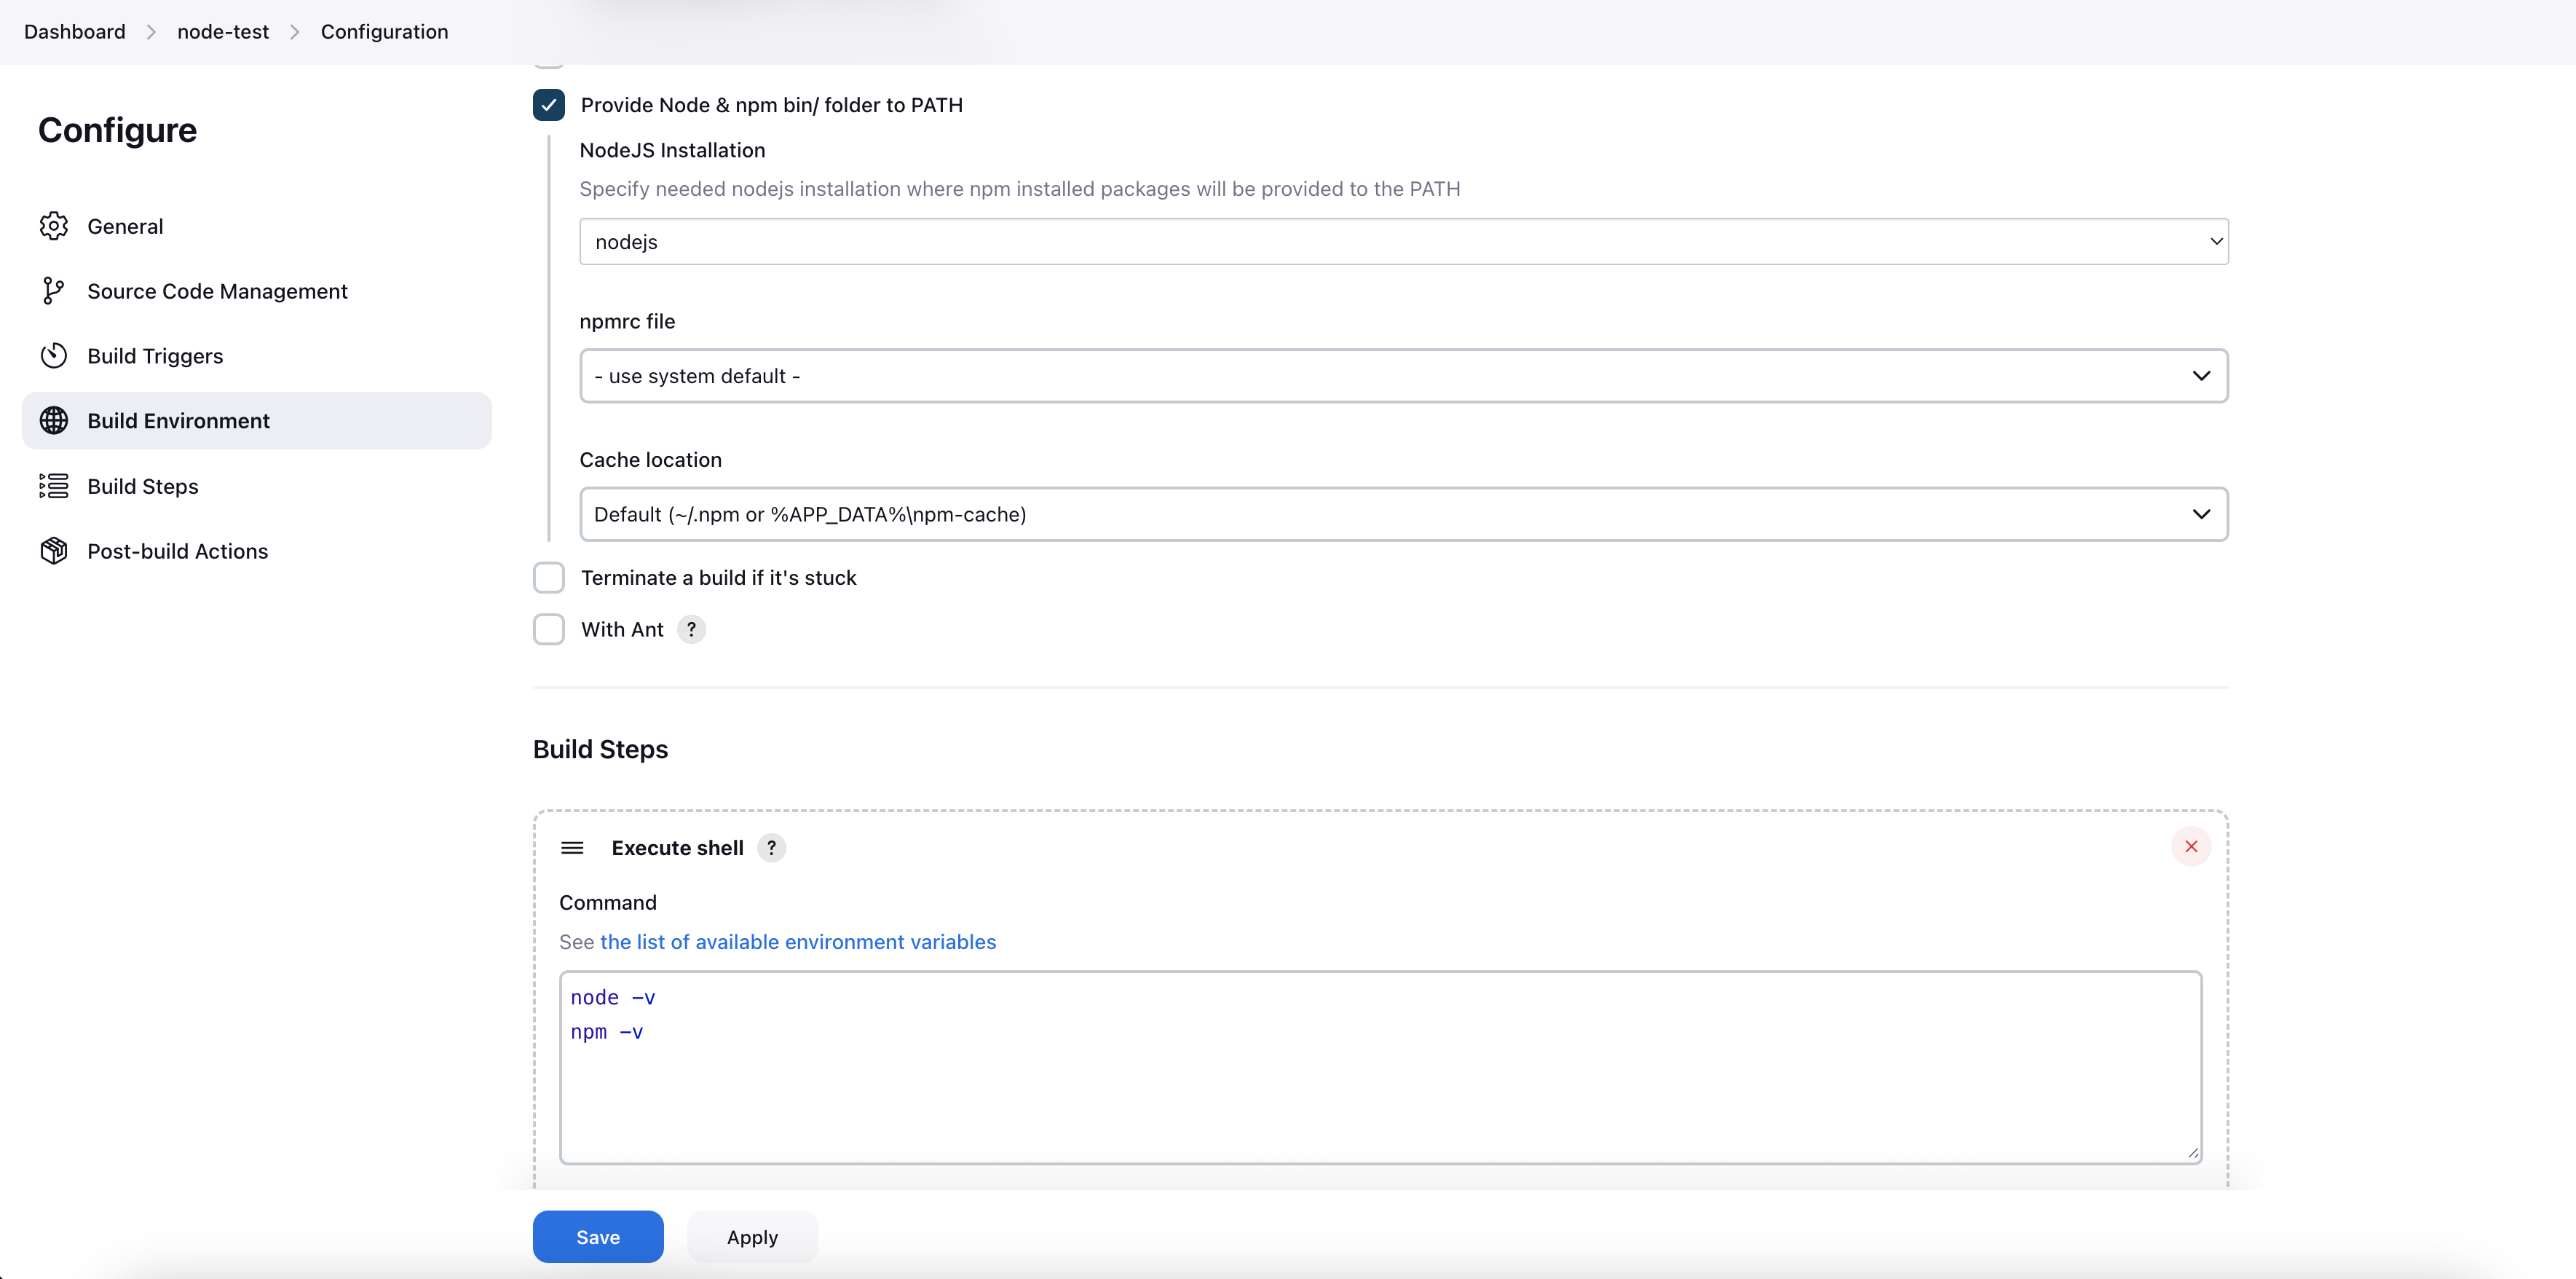 Dashboard
node-test
Configuration
Configure
General
Source Code Management
Build Triggers
Build Environment
Build Steps
Post-build Actions
Provide Node & npm bin/ folder to PATH
NodeJS Installation
Specify needed nodejs installation where npm installed packages will be provided to the PATH
nodejs
npmrc file
- use system default -
Cache location
Default (~/.npm or %APP_DATA%\npm-cache)
Terminate a build if it's stuck
With Ant ?
Build Steps
Execute shell ?
Command
See the list of available environment variables
node -v
npm -v
Save
Apply